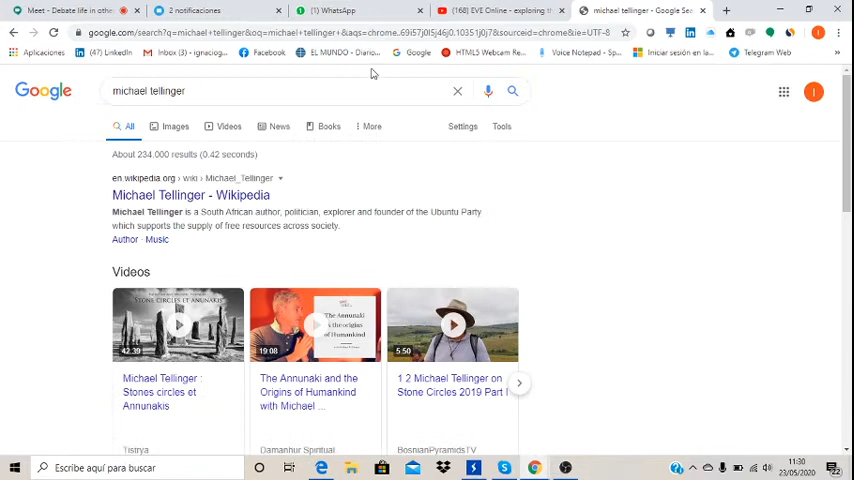 Meet - Debate life in othe
2 notificaciones
(1) WhatsApp
(168) EVE Online - exploring th
michael tellinger - Google Sea
google.com/search?q=michael+tellinger+&oq=michael+tellinger+&aqs=chrome..69i57j0l5j46j0.10351j0j7&sourceid=chrome&ie=UTF-8
Aplicaciones
(47) LinkedIn
Inbox (3) - ignaciog...
Facebook
EL MUNDO - Diario...
Google
HTML5 Webcam Re...
Voice Notepad - Sp...
Iniciar sesión en la...
Telegram Web
Google
michael tellinger
I
All
Images
Videos
News
Books
More
Settings
Tools
About 234,000 results (0.42 seconds)
en.wikipedia.org › wiki › Michael_Tellinger
Michael Tellinger - Wikipedia
Michael Tellinger is a South African author, politician, explorer and founder of the Ubuntu Party
which supports the supply of free resources across society.
Author · Music
Videos
STONE CIRCLES ET ANUNAKIS
42:39
The Annunaki
is the origins
of Humankind
19:08
5:50
Michael Tellinger :
Stones circles et
Annunakis
The Annunaki and the
Origins of Humankind
with Michael ...
1 2 Michael Tellinger on
Stone Circles 2019 Part I
Tistrya
Damanhur Spiritual
BosnianPyramidsTV
Escribe aquí para buscar
11:30
23/05/2020
22